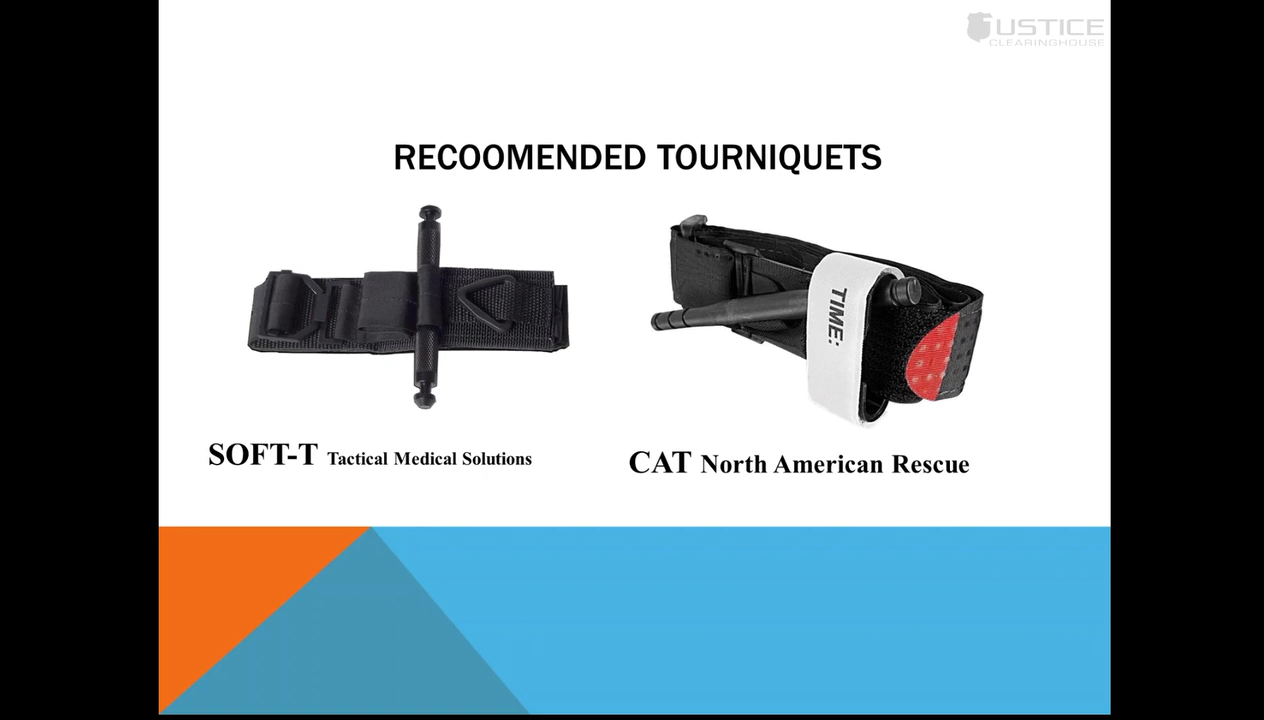 JUSTICE
CLEARINGHOUSE
RECOOMENDED TOURNIQUETS
TIME:
SOFT-T Tactical Medical Solutions
CAT North American Rescue